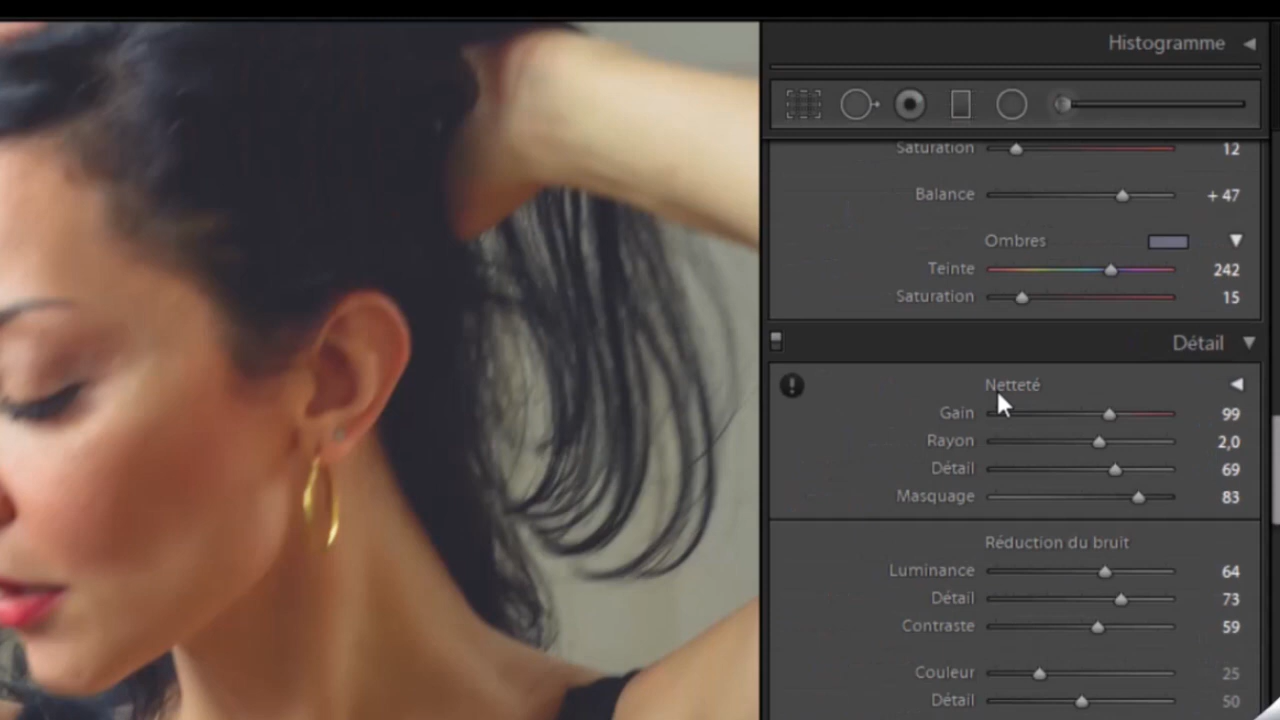 Histogramme
Saturation 12
Balance + 47
Ombres
Teinte 242
Saturation 15
Détail
Netteté
Gain 99
Rayon 2,0
Détail 69
Masquage 83
Réduction du bruit
Luminance 64
Détail 73
Contraste 59
Couleur 25
Détail 50